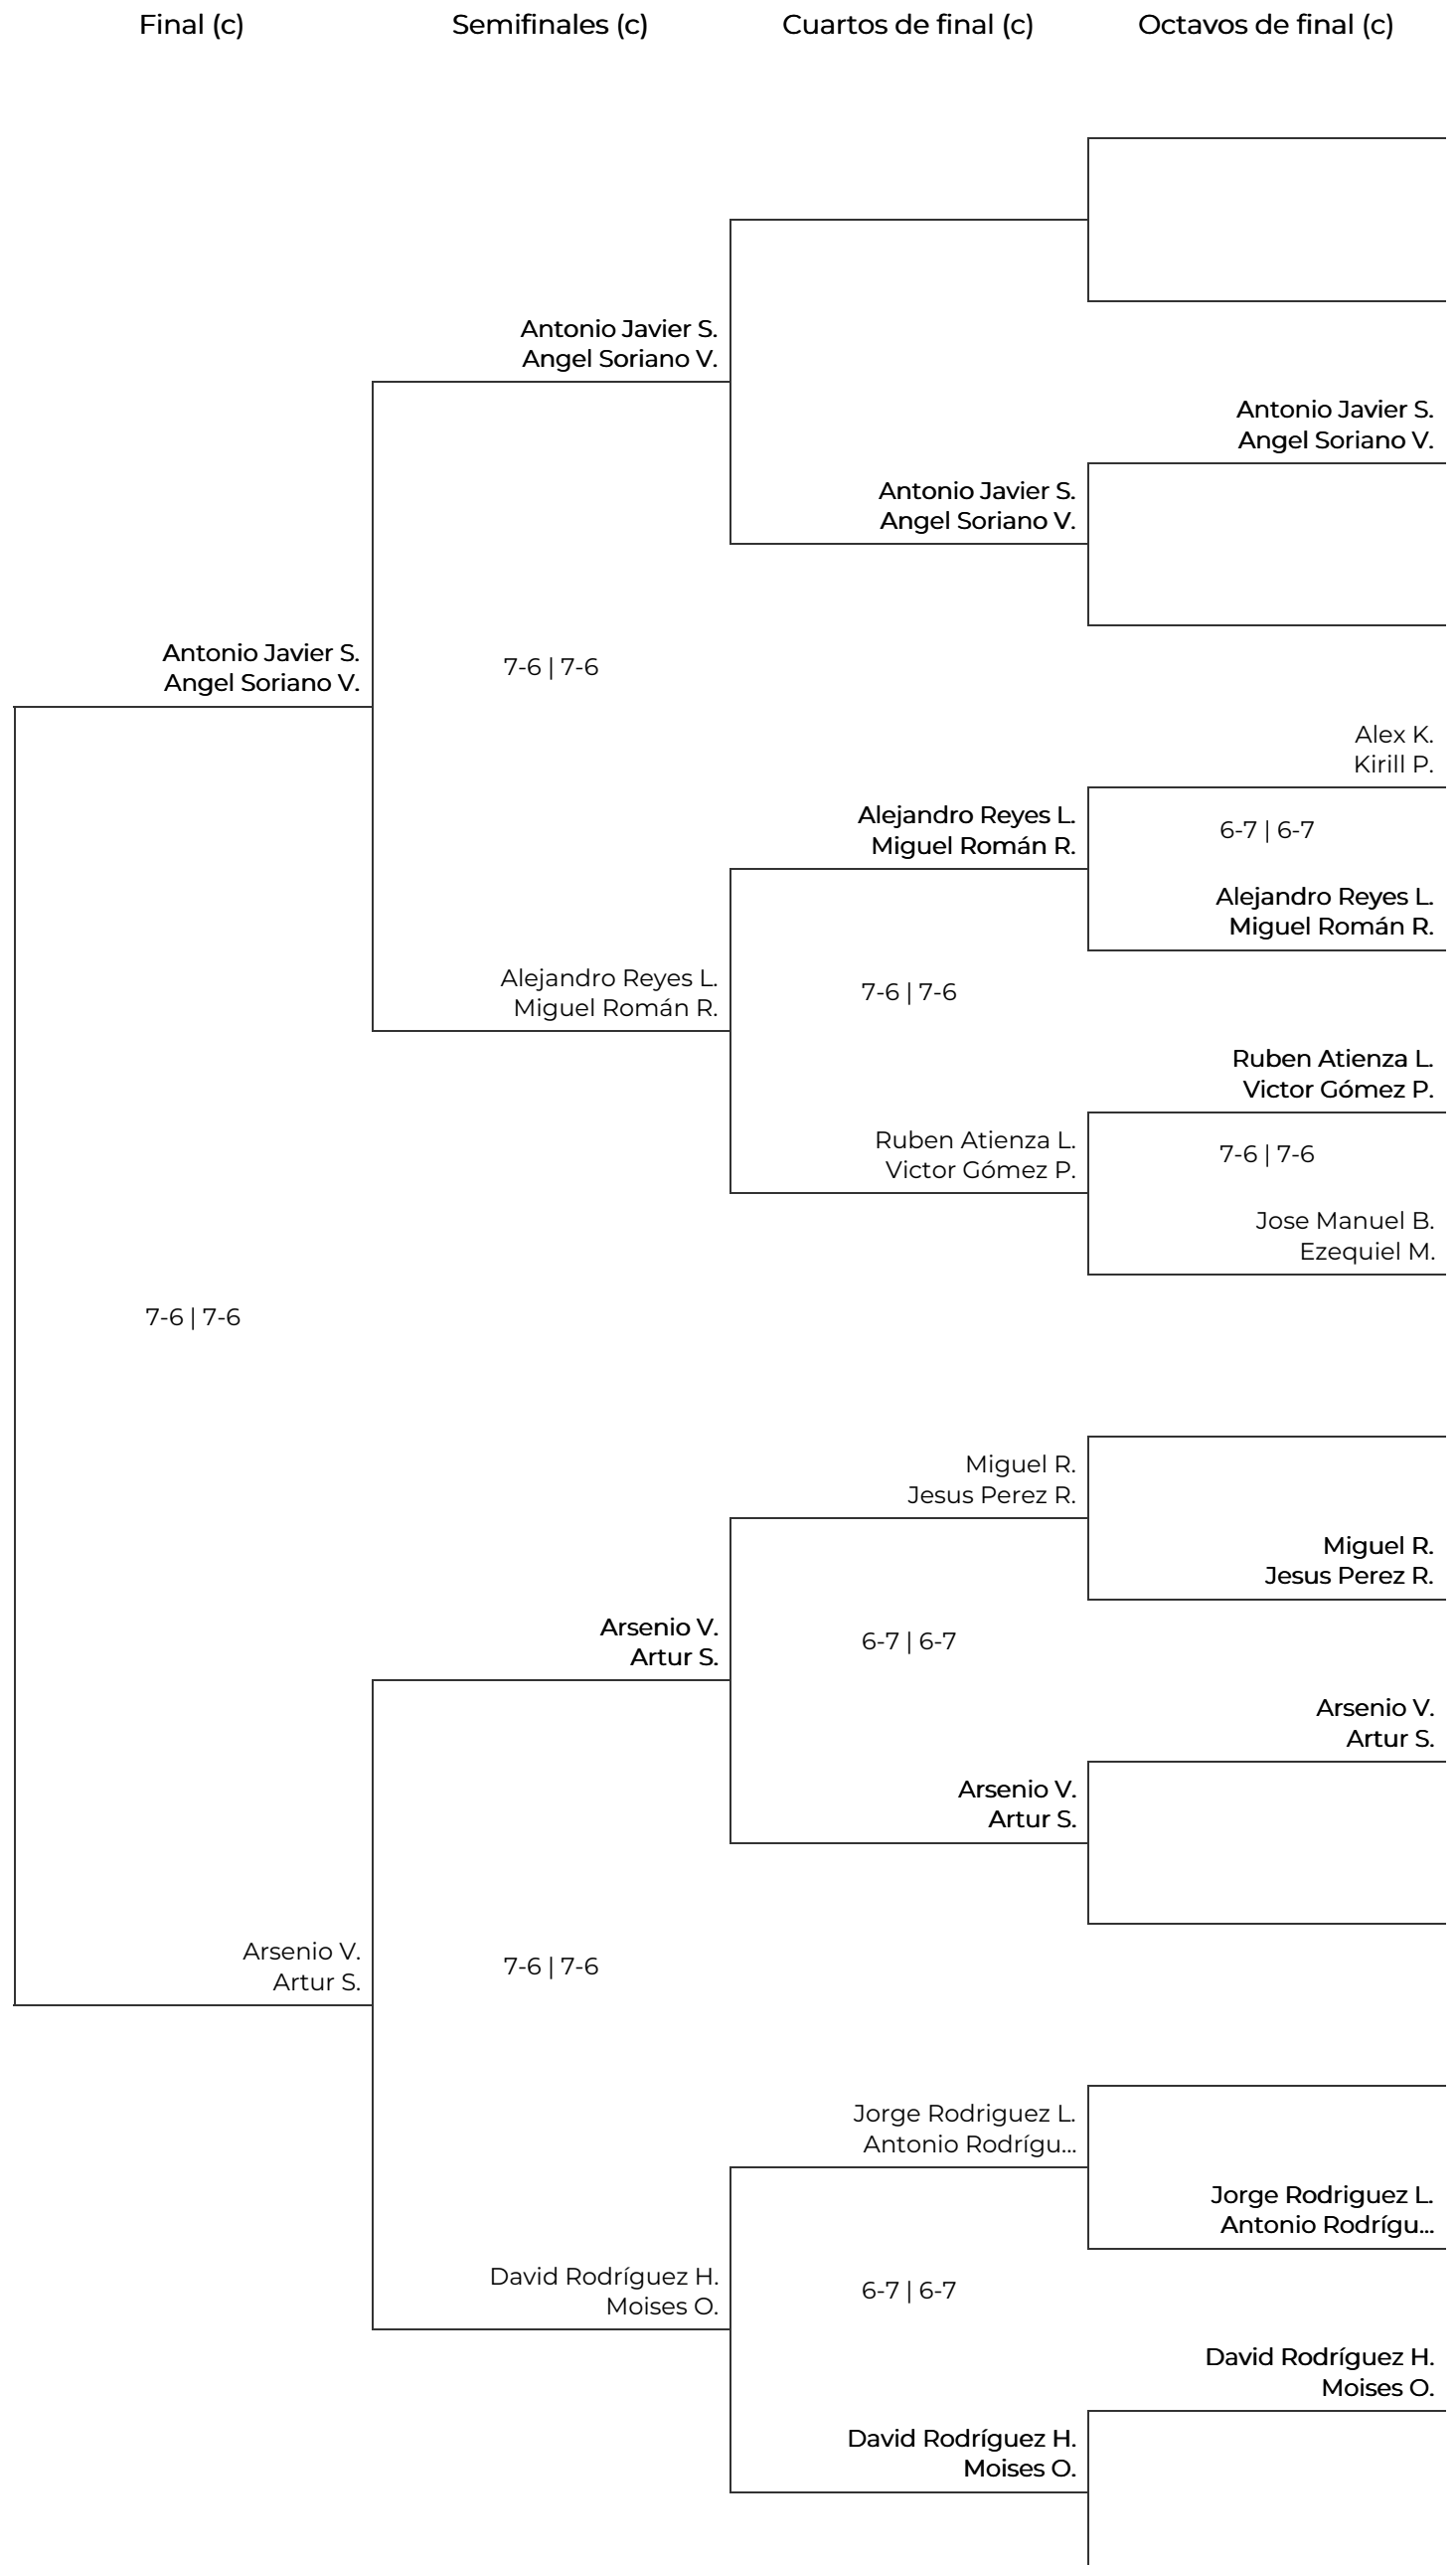 Final (c)
Semifinales (c)
Cuartos de final (c)
Octavos de final (c)
Antonio Javier S.
Angel Soriano V.
Antonio Javier S.
Angel Soriano V.
Antonio Javier S.
Angel Soriano V.
Antonio Javier S.
Angel Soriano V.
7-6 | 7-6
Alex K.
Kirill P.
Alejandro Reyes L.
Miguel Román R.
6-7 | 6-7
Alejandro Reyes L.
Miguel Román R.
Alejandro Reyes L.
Miguel Román R.
7-6 | 7-6
Ruben Atienza L.
Victor Gómez P.
Ruben Atienza L.
Victor Gómez P.
7-6 | 7-6
Jose Manuel B.
Ezequiel M.
7-6 | 7-6
Miguel R.
Jesus Perez R.
Miguel R.
Jesus Perez R.
Arsenio V.
Artur S.
6-7 | 6-7
Arsenio V.
Artur S.
Arsenio V.
Artur S.
Arsenio V.
Artur S.
7-6 | 7-6
Jorge Rodriguez L.
Antonio Rodrígu...
Jorge Rodriguez L.
Antonio Rodrígu...
David Rodríguez H.
Moises O.
6-7 | 6-7
David Rodríguez H.
Moises O.
David Rodríguez H.
Moises O.